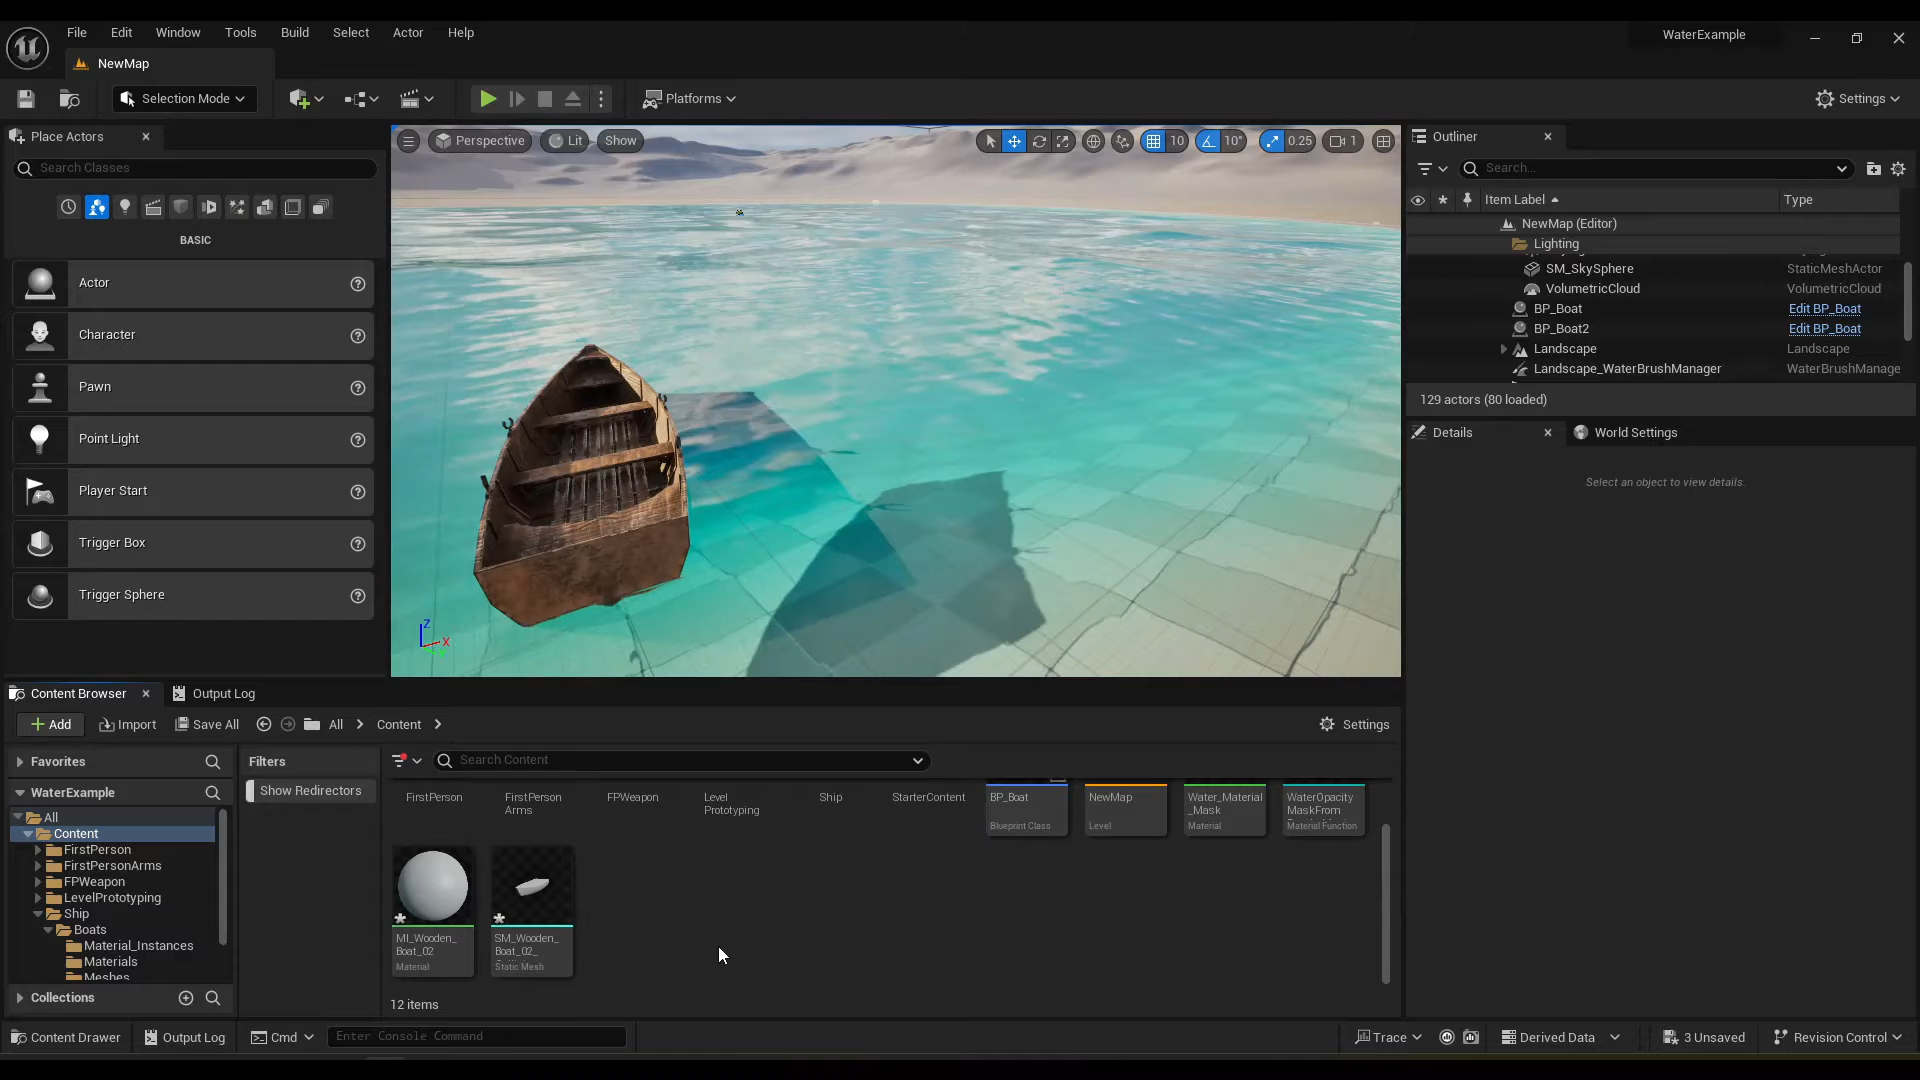 File Edit Window Tools Build Select Actor Help
WaterExample
NewMap
Selection Mode
Platforms
Settings
Place Actors
Search Classes
BASIC
Actor
Character
Pawn
Point Light
Player Start
Trigger Box
Trigger Sphere
Perspective Lit Show
10 10° 0.25 1
Z X
Outliner
Search...
Item Label Type
NewMap (Editor)
Lighting
SM_SkySphere StaticMeshActor
VolumetricCloud VolumetricCloud
BP_Boat Edit BP_Boat
BP_Boat2 Edit BP_Boat
Landscape Landscape
Landscape_WaterBrushManager WaterBrushManage
129 actors (80 loaded)
Details World Settings
Select an object to view details.
Content Browser Output Log
Add Import Save All All Content Settings
Favorites
WaterExample
All
Content
FirstPerson
FirstPersonArms
FPWeapon
LevelPrototyping
Ship
Boats
Material_Instances
Materials
Meshes
Collections
Filters
Show Redirectors
Search Content
FirstPerson
FirstPerson
Arms
FPWeapon
Level
Prototyping
Ship
StarterContent
BP_Boat
Blueprint Class
NewMap
Level
Water_Material
_Mask
Material
WaterOpacity
MaskFrom
Material Function
MI_Wooden_
Boat_02
Material
SM_Wooden_
Boat_02_
Static Mesh
12 items
Content Drawer Output Log Cmd Enter Console Command Trace Derived Data 3 Unsaved Revision Control